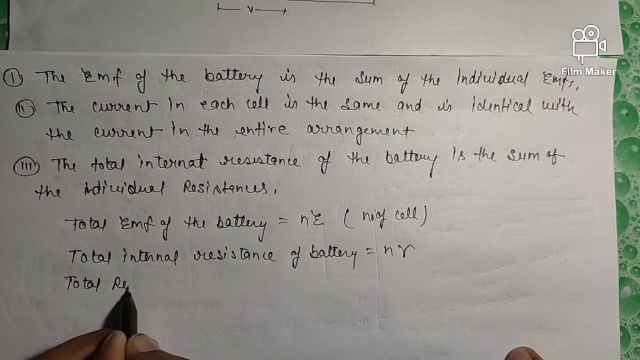 V
Film Maker
(I) The Emf of the battery is the sum of the Individual Emfs,
(II) The current in each cell is the same and is identical with
the current in the entire arrangement
(III) The total internal resistance of the battery is the sum of
the individual Resistances,
Total Emf of the battery = nε ( no of cell)
Total internal resistance of battery = nr
Total Re